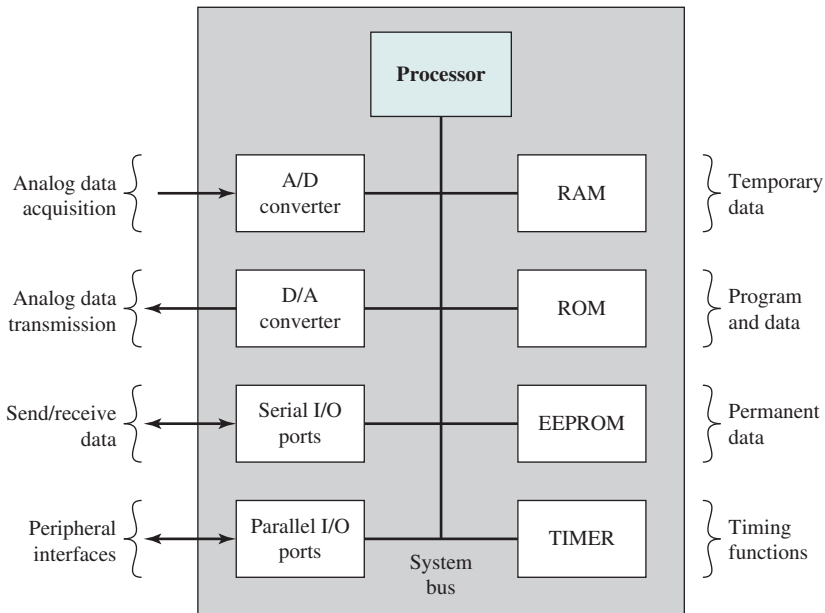 Processor
Analog data
acquisition
A/D
converter
RAM
Temporary
data
Analog data
transmission
D/A
converter
ROM
Program
and data
Send/receive
data
Serial I/O
ports
EEPROM
Permanent
data
Peripheral
interfaces
Parallel I/O
ports
System
bus
TIMER
Timing
functions